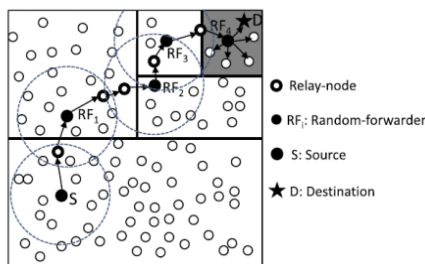 RF₄ D
RF₃
RF₂
RF₁
S
Relay-node
RFᵢ: Random-forwarder
S: Source
D: Destination